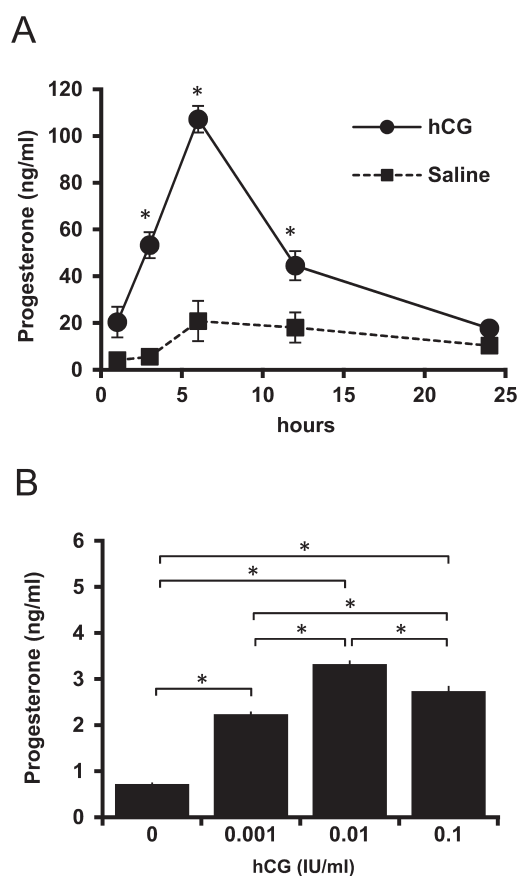 A
120
100
80
60
40
20
0
Progesterone (ng/ml)
*
*
*
hCG
Saline
0 5 10 15 20 25
hours
B
6
5
4
3
2
1
0
Progesterone (ng/ml)
*
*
*
* *
*
0 0.001 0.01 0.1
hCG (IU/ml)